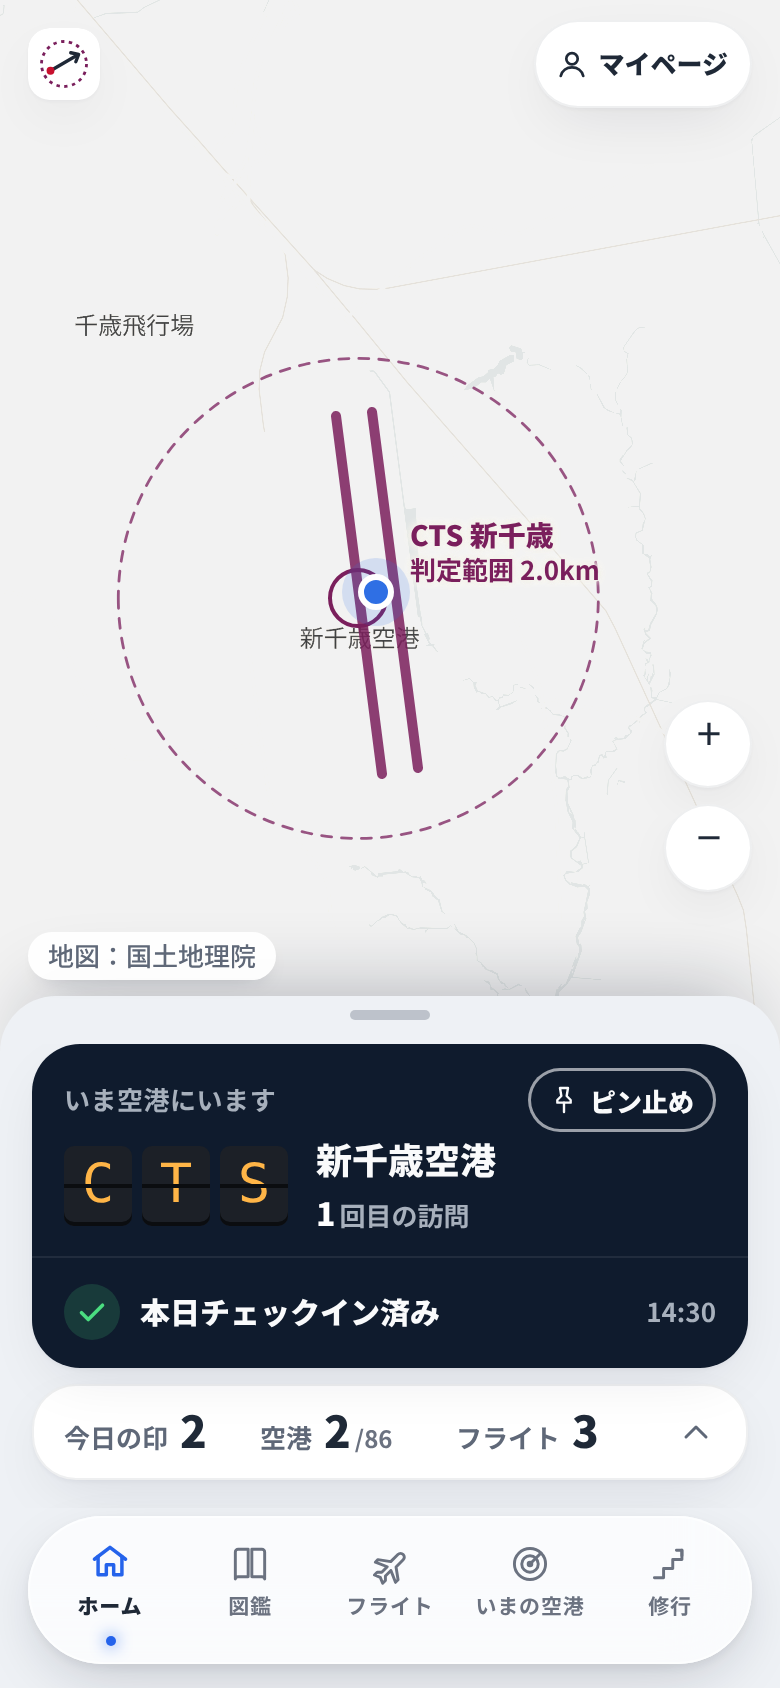 マイページ
千歳飛行場
CTS 新千歳
判定範囲 2.0km
新千歳空港
+
−
地図：国土地理院
いま空港にいます
ピン止め
C T S
新千歳空港
1回目の訪問
本日チェックイン済み
14:30
今日の印 2 空港 2/86 フライト 3
ホーム 図鑑 フライト いまの空港 修行